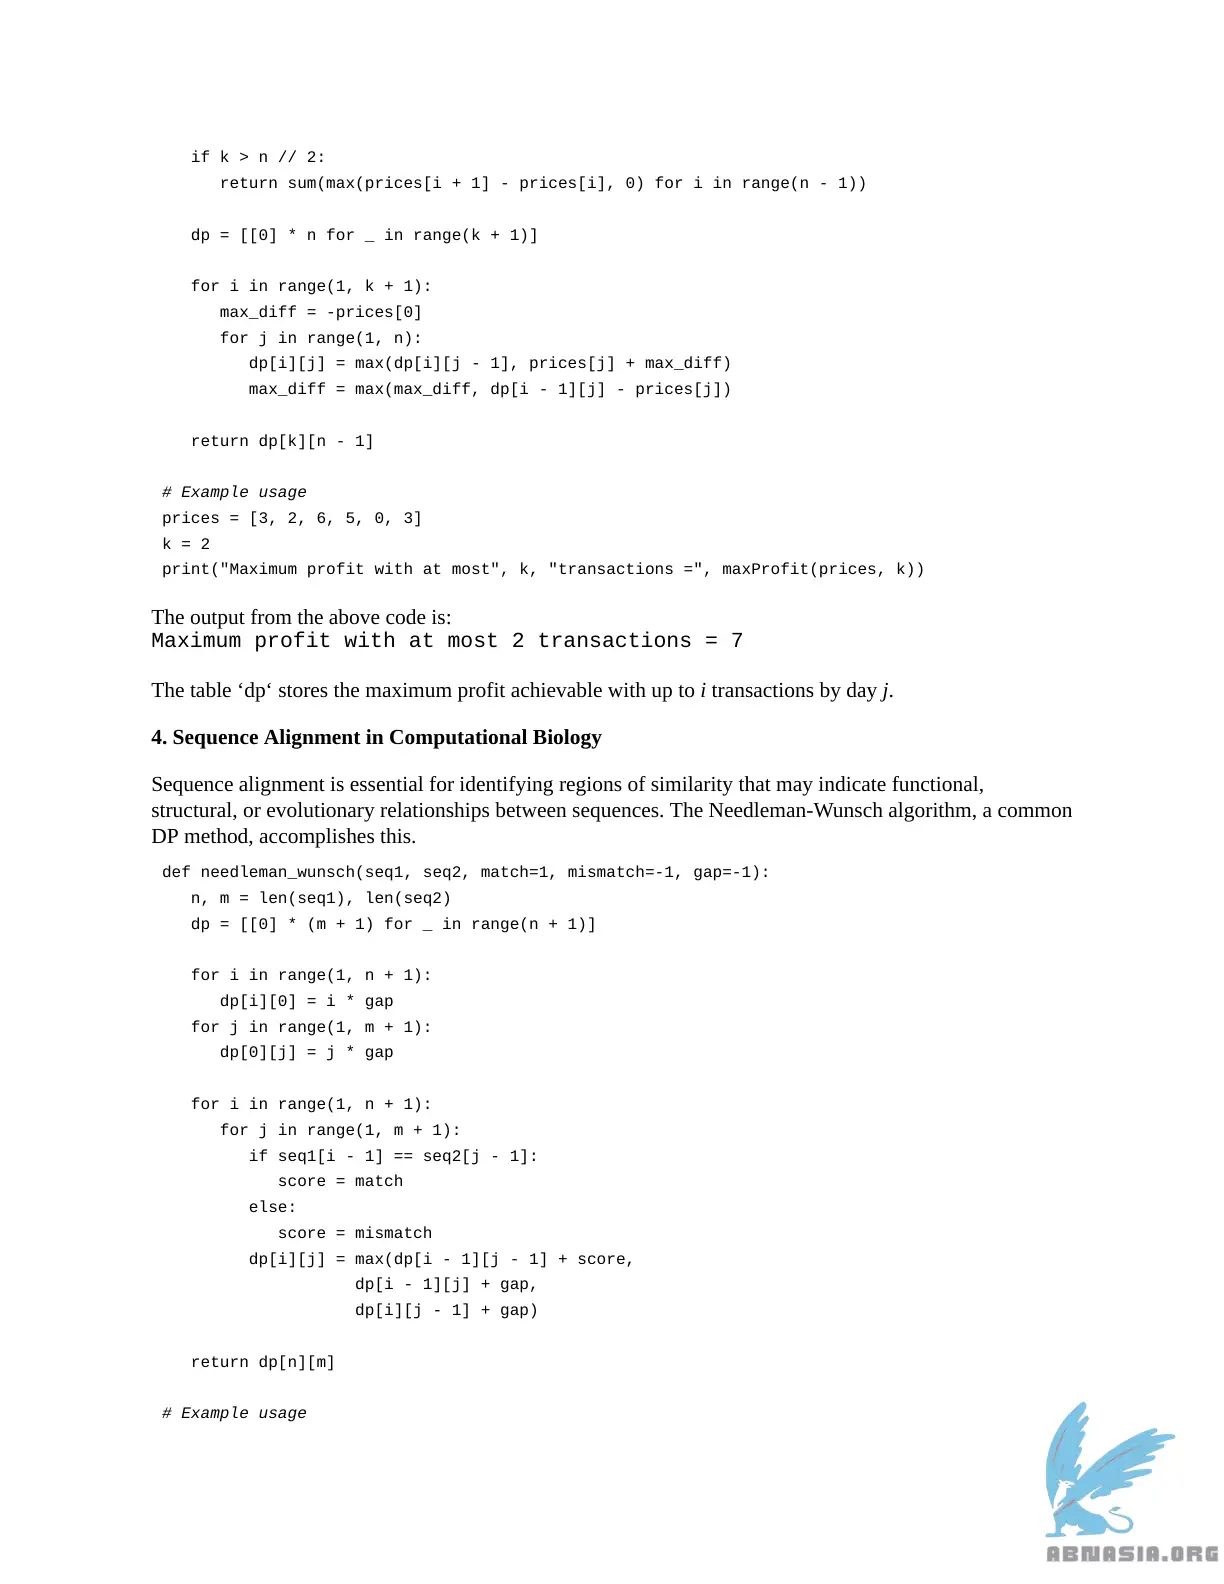 if k > n // 2:
return sum(max(prices[i + 1] - prices[i], 0) for i in range(n - 1))
dp = [[0] * n for _ in range(k + 1)]
for i in range(1, k + 1):
max_diff = -prices[0]
for j in range(1, n):
dp[i][j] = max(dp[i][j - 1], prices[j] + max_diff)
max_diff = max(max_diff, dp[i - 1][j] - prices[j])
return dp[k][n - 1]
# Example usage
prices = [3, 2, 6, 5, 0, 3]
k = 2
print("Maximum profit with at most", k, "transactions =", maxProfit(prices, k))
The output from the above code is:
Maximum profit with at most 2 transactions = 7
The table ‘dp‘ stores the maximum profit achievable with up to i transactions by day j.
4. Sequence Alignment in Computational Biology
Sequence alignment is essential for identifying regions of similarity that may indicate functional,
structural, or evolutionary relationships between sequences. The Needleman-Wunsch algorithm, a common
DP method, accomplishes this.
def needleman_wunsch(seq1, seq2, match=1, mismatch=-1, gap=-1):
n, m = len(seq1), len(seq2)
dp = [[0] * (m + 1) for _ in range(n + 1)]
for i in range(1, n + 1):
dp[i][0] = i * gap
for j in range(1, m + 1):
dp[0][j] = j * gap
for i in range(1, n + 1):
for j in range(1, m + 1):
if seq1[i - 1] == seq2[j - 1]:
score = match
else:
score = mismatch
dp[i][j] = max(dp[i - 1][j - 1] + score,
dp[i - 1][j] + gap,
dp[i][j - 1] + gap)
return dp[n][m]
# Example usage
ABNASIA.ORG